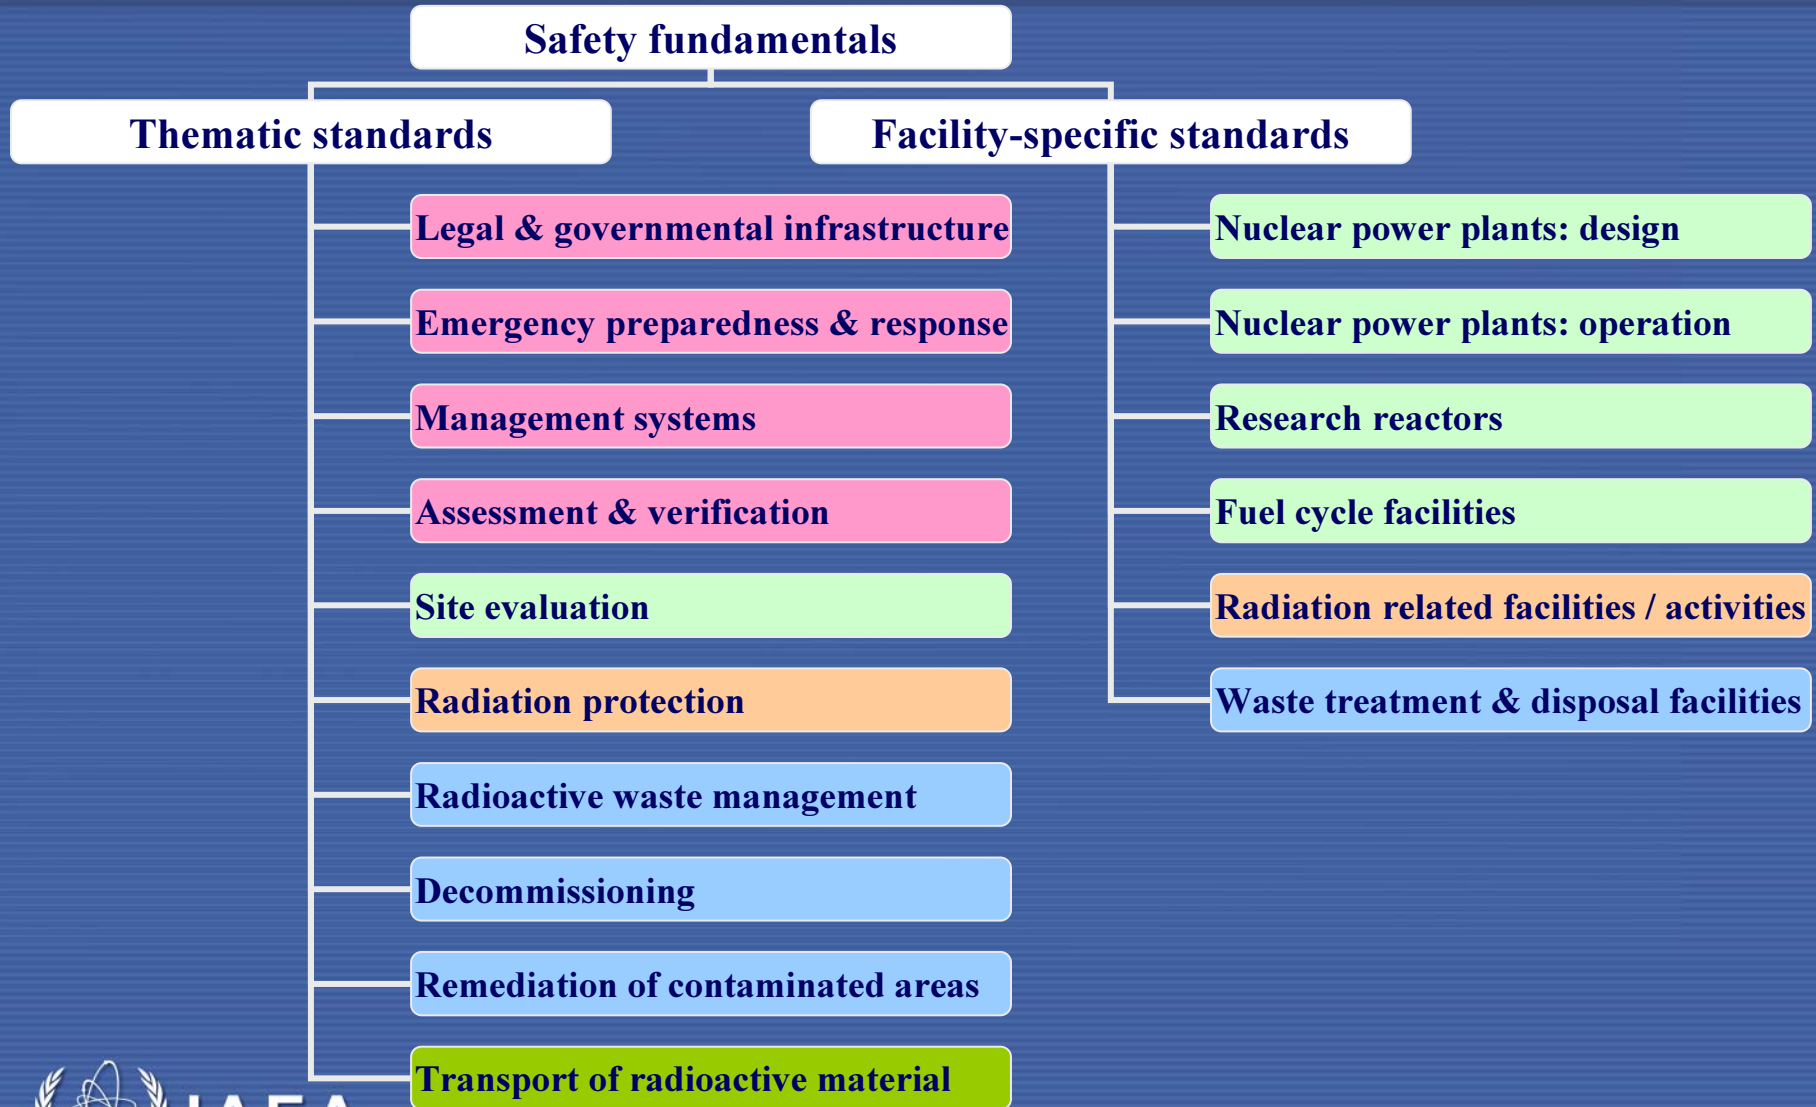 Safety fundamentals
Thematic standards
Facility-specific standards
Legal & governmental infrastructure
Emergency preparedness & response
Management systems
Assessment & verification
Site evaluation
Radiation protection
Radioactive waste management
Decommissioning
Remediation of contaminated areas
Transport of radioactive material
Nuclear power plants: design
Nuclear power plants: operation
Research reactors
Fuel cycle facilities
Radiation related facilities / activities
Waste treatment & disposal facilities
IAEA